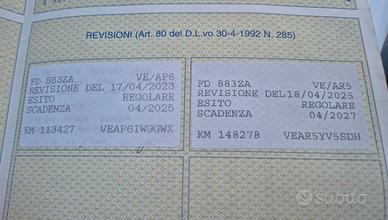 REVISIONI (Art. 80 del D.L.vo 30-4-1992 N. 285)
FD 883ZA VE/AP6
REVISIONE DEL 17/04/2023
ESITO REGOLARE
SCADENZA 04/2025
KM 113427 VEAP6IW9GWX
FD 883ZA VE/AR5
REVISIONE DEL18/04/2025
ESITO REGOLARE
SCADENZA 04/2027
KM 148278 VEAR5YV5SDH
subito